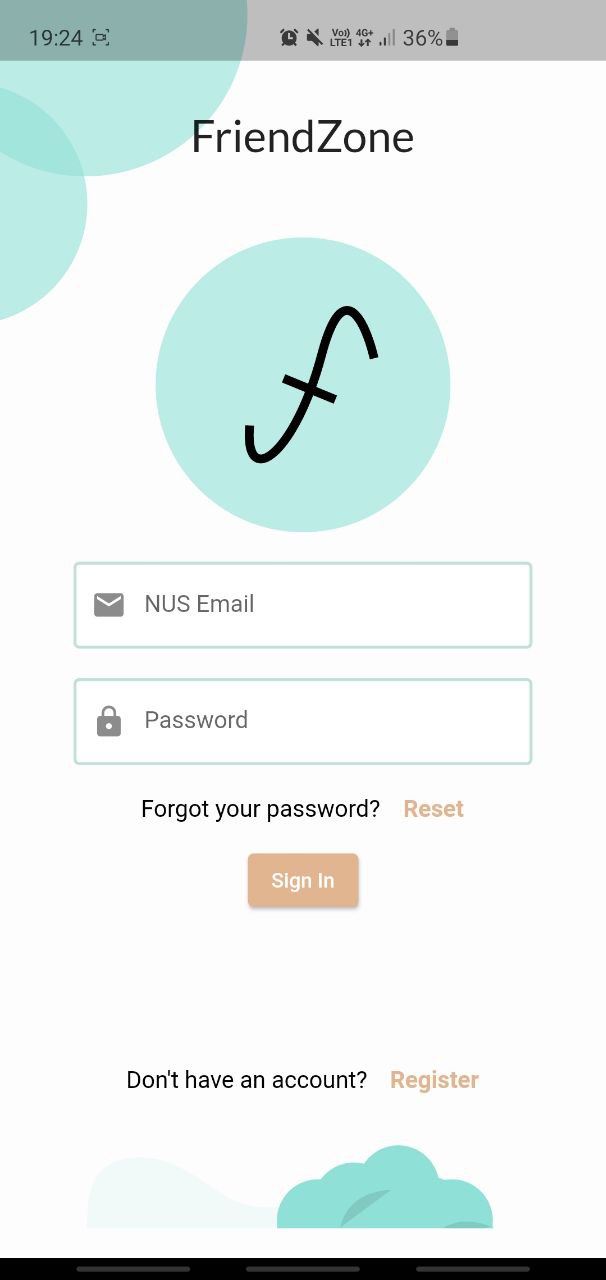 19:24 Vo)) LTE1 4G+ 36%
FriendZone
f
NUS Email
Password
Forgot your password? Reset
Sign In
Don't have an account? Register